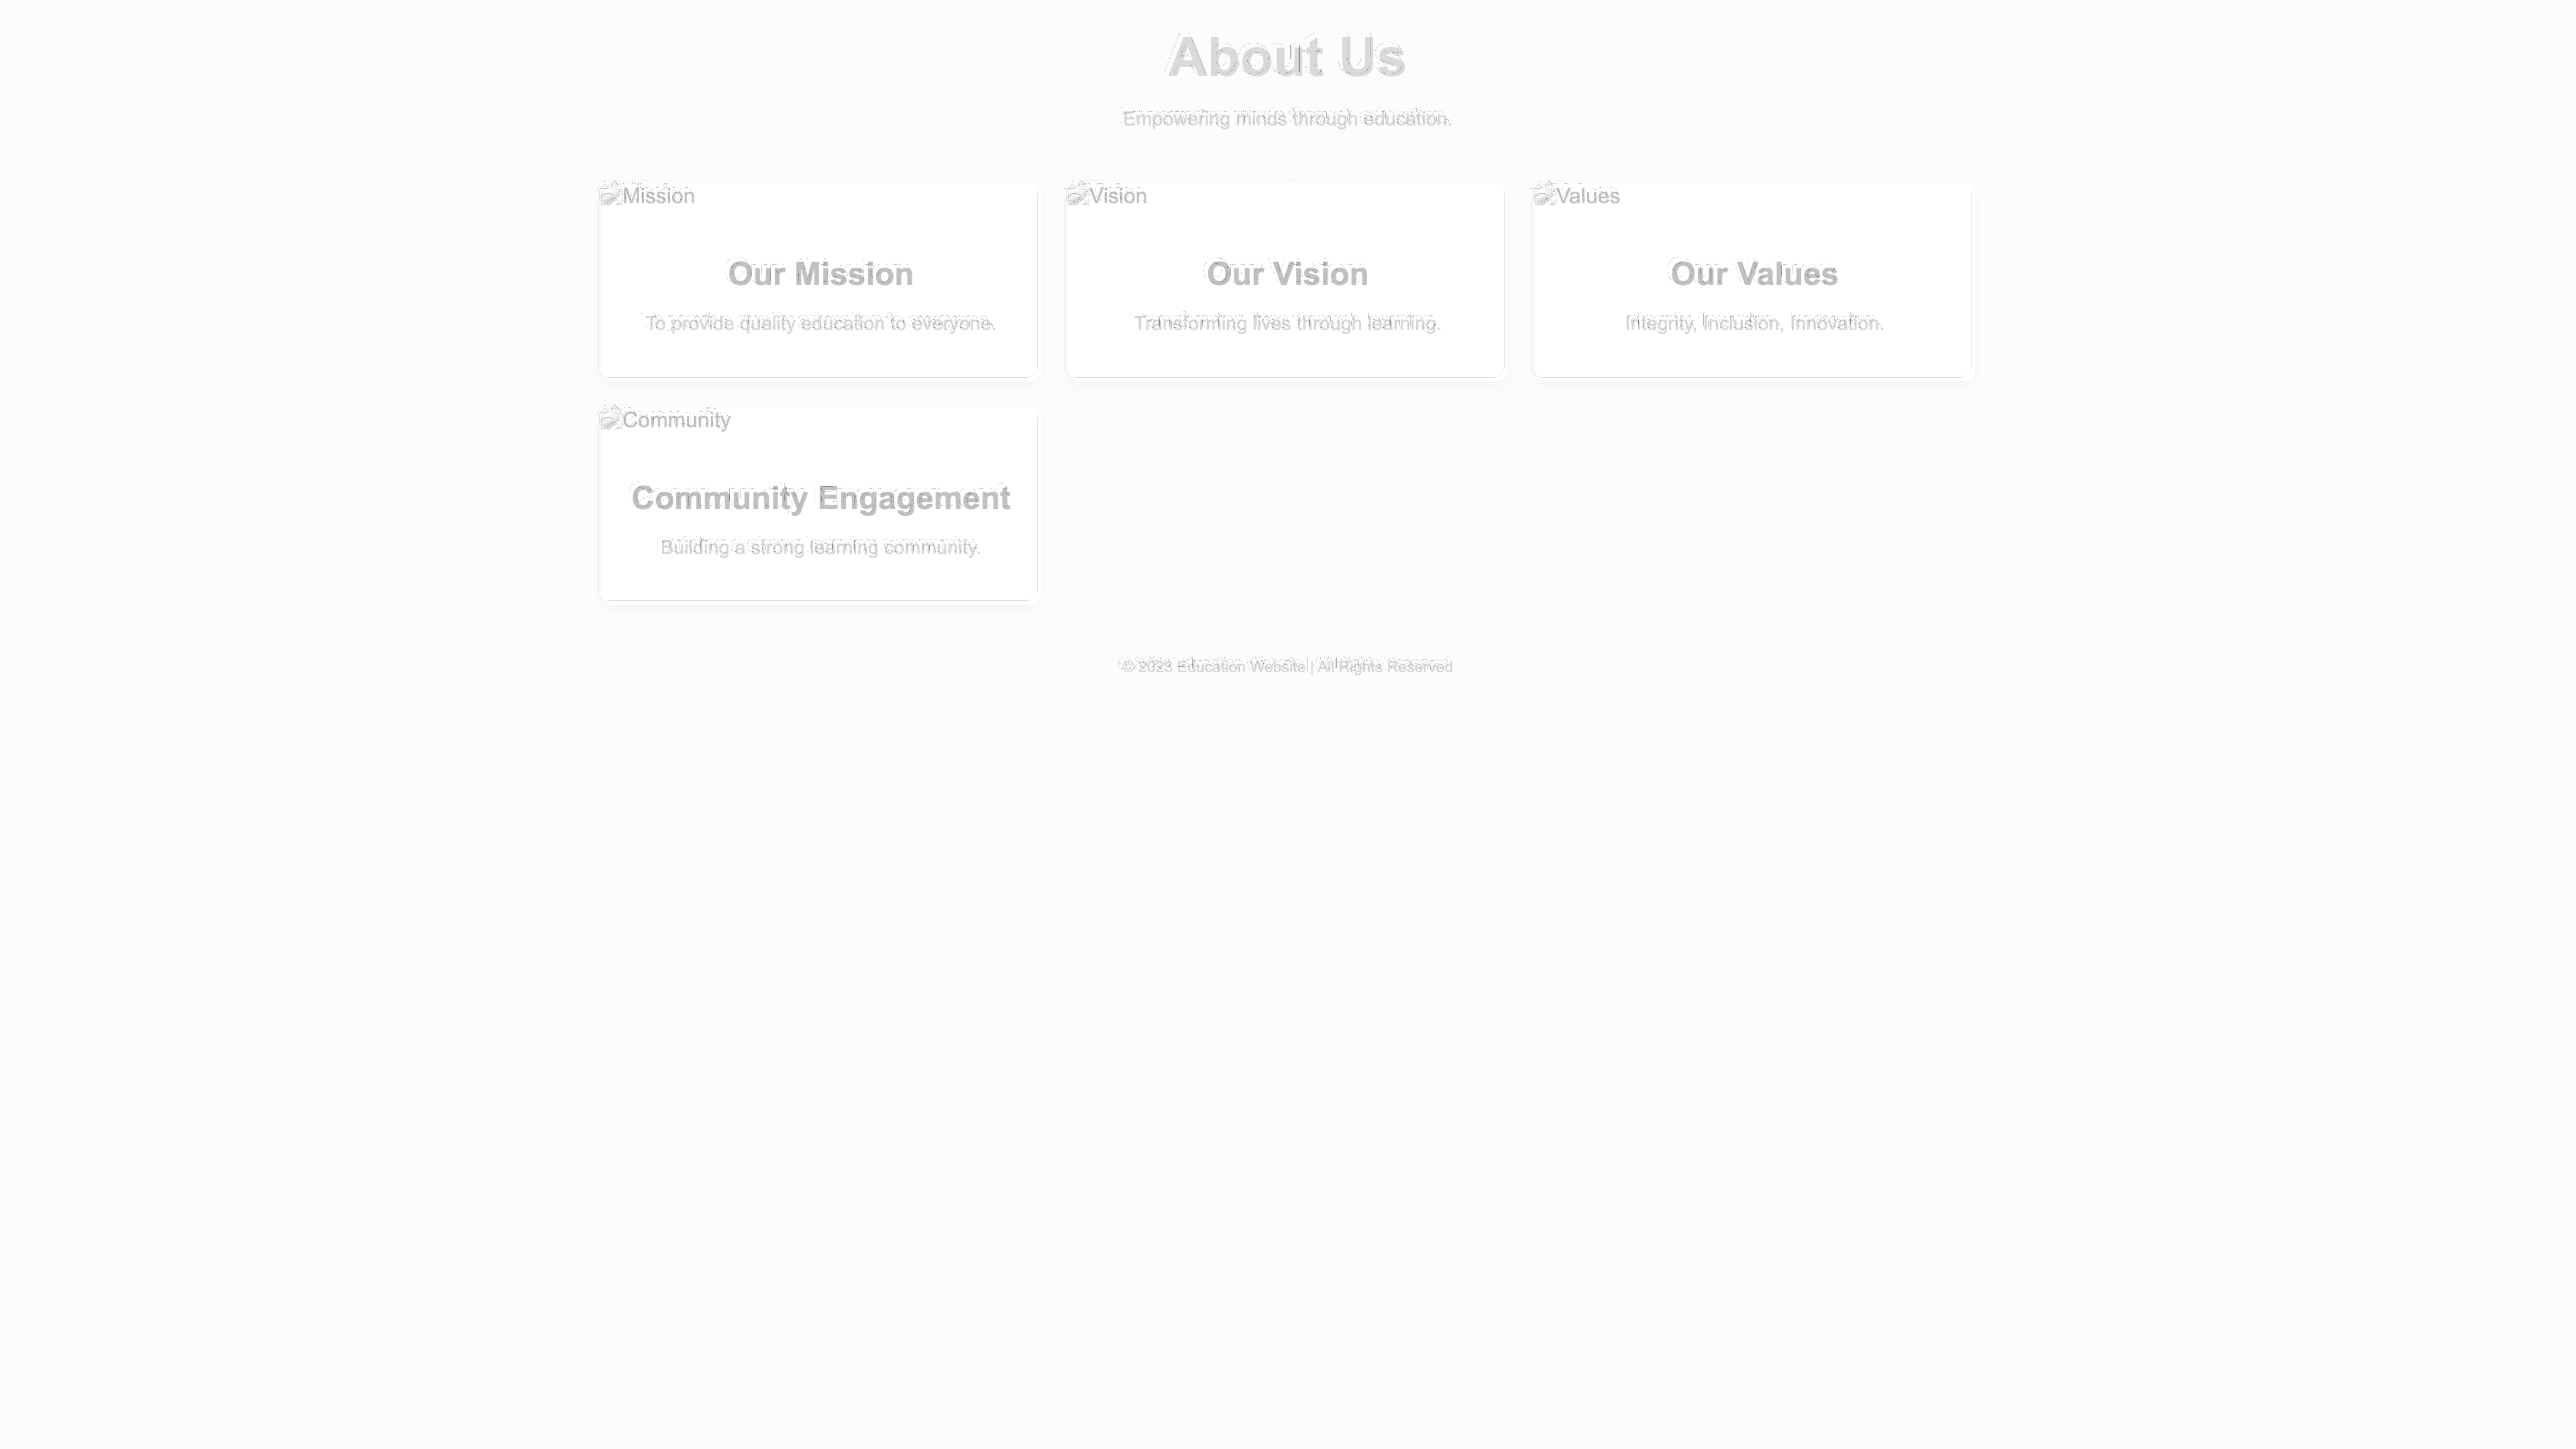 About Us
Empowering minds through education.
Mission
Vision
Values
Our Mission
Our Vision
Our Values
To provide quality education to everyone.
Transforming lives through learning.
Integrity, Inclusion, Innovation.
Community
Community Engagement
Building a strong learning community.
© 2023 Education Website | All Rights Reserved